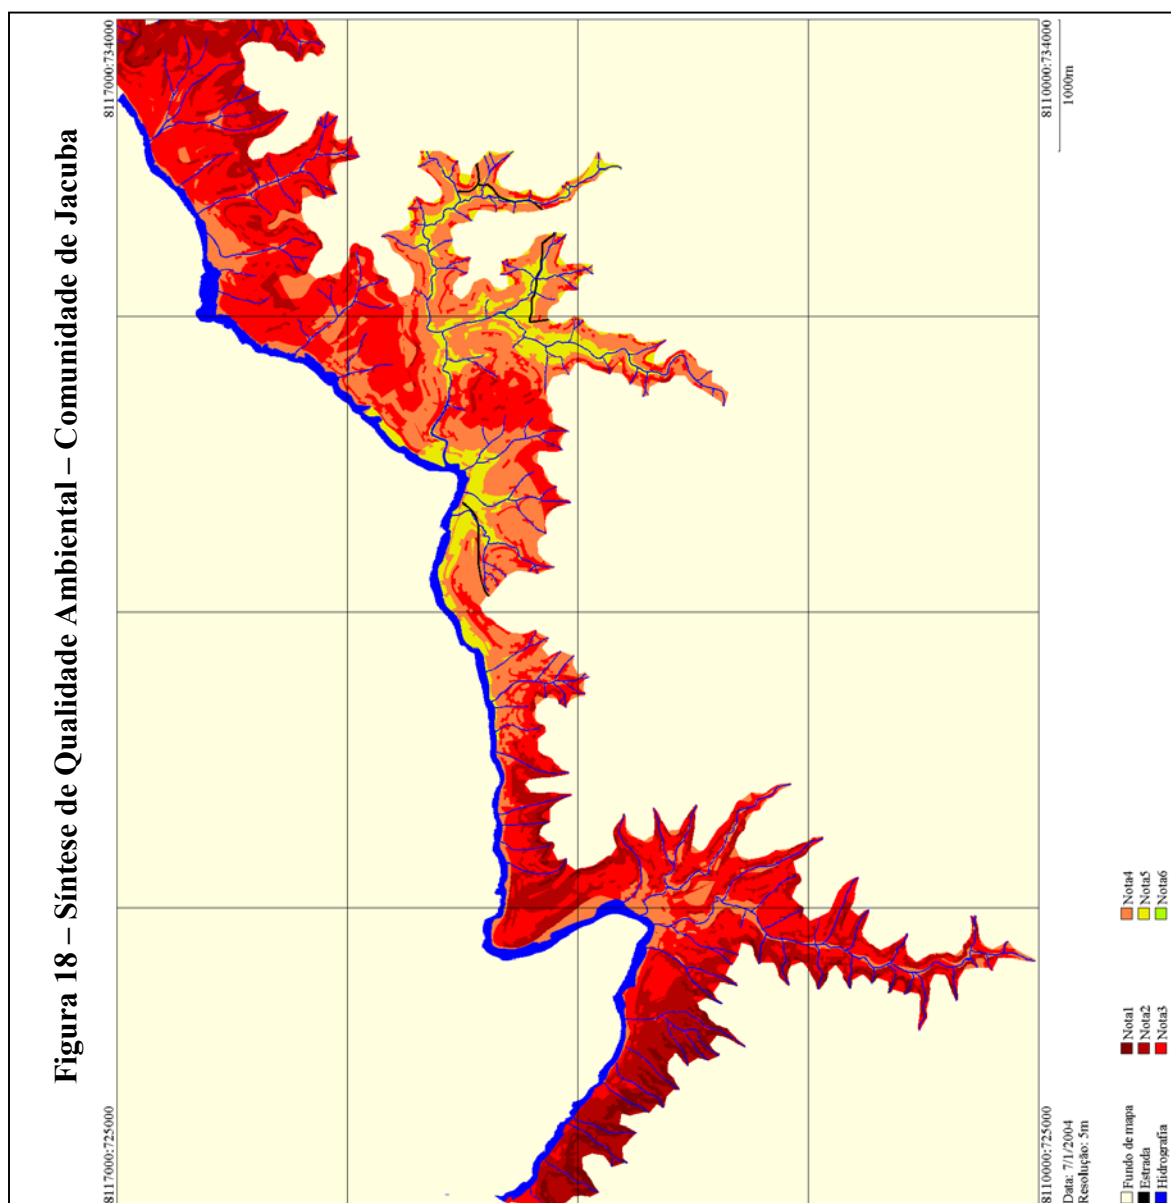 Figura 18 – Síntese de Qualidade Ambiental – Comunidade de Jacuba
8117000:725000
8117000:734000
8110000:725000
8110000:734000
1000m
Data: 7/1/2004
Resolução: 5m
Fundo de mapa
Estrada
Hidrografia
Nota1
Nota2
Nota3
Nota4
Nota5
Nota6